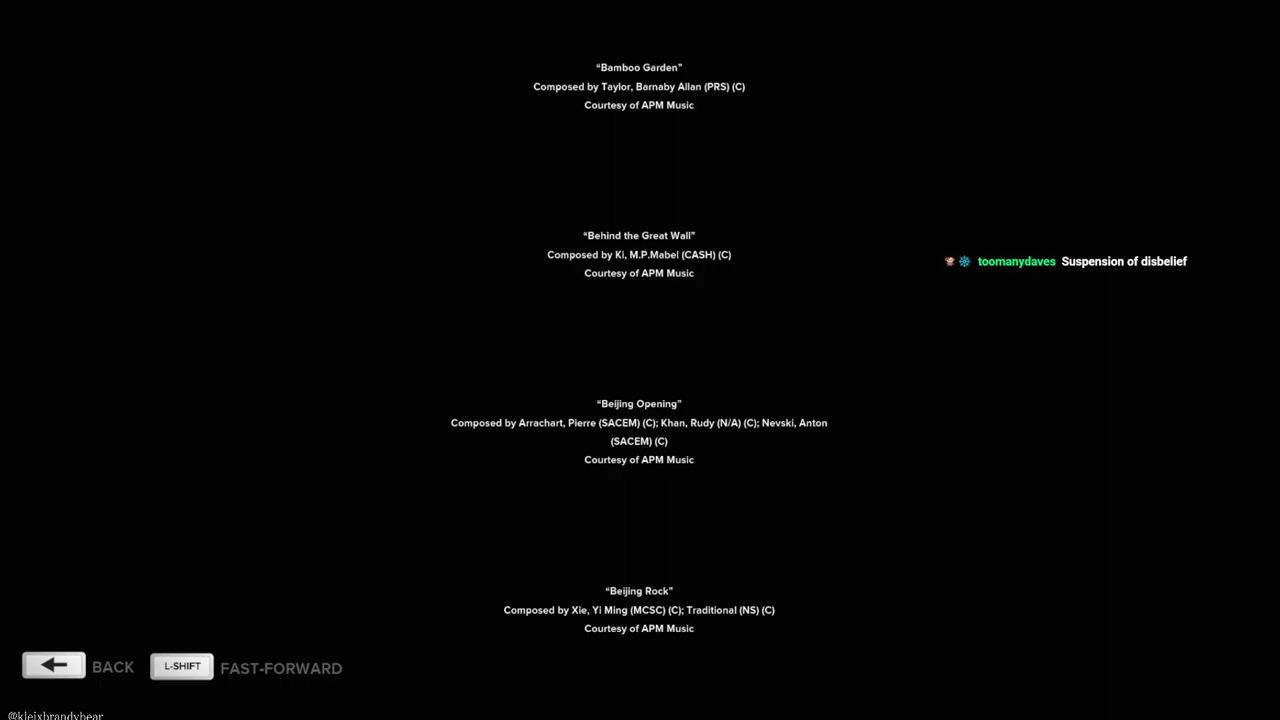 “Bamboo Garden”
Composed by Taylor, Barnaby Allan (PRS) (C)
Courtesy of APM Music
“Behind the Great Wall”
Composed by Ki, M.P.Mabel (CASH) (C)
Courtesy of APM Music
toomanydaves Suspension of disbelief
“Beijing Opening”
Composed by Arrachart, Pierre (SACEM) (C); Khan, Rudy (N/A) (C); Nevski, Anton
(SACEM) (C)
Courtesy of APM Music
“Beijing Rock”
Composed by Xie, Yi Ming (MCSC) (C); Traditional (NS) (C)
Courtesy of APM Music
BACK L-SHIFT FAST-FORWARD
@kleixbrandybear